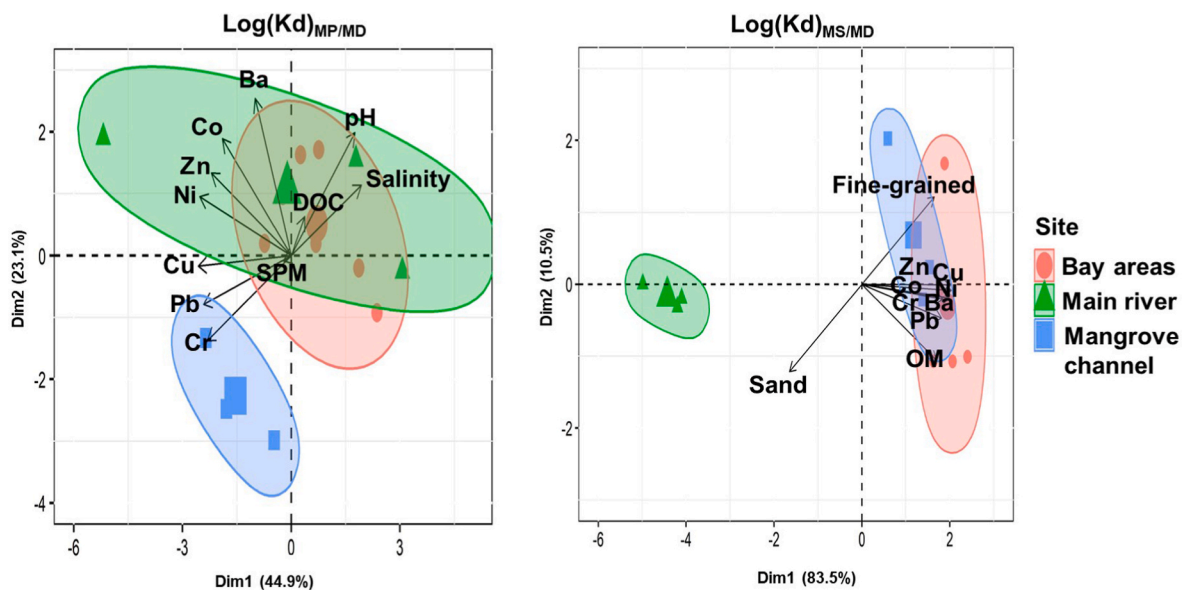 Log(Kd)MP/MD
Ba
Co
pH
Zn
Ni
Salinity
DOC
Cu
SPM
Pb
Cr
2
0
-2
-4
-6
-3
0
3
Dim2 (23.1%)
Dim1 (44.9%)
Log(Kd)MS/MD
Fine-grained
Zn
Cu
Co
Ni
Cr
Ba
Pb
OM
Sand
2
0
-2
-6
-4
-2
0
2
Dim2 (10.5%)
Dim1 (83.5%)
Site
Bay areas
Main river
Mangrove
channel